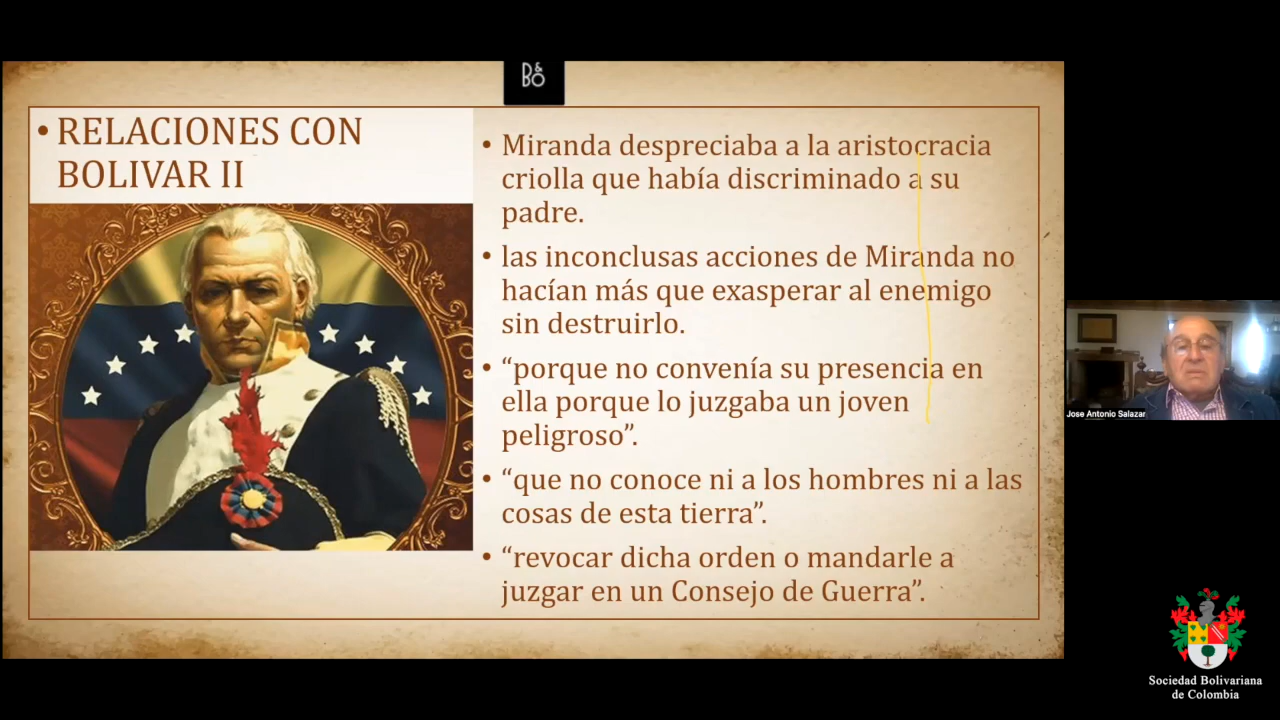 B&O
• RELACIONES CON
BOLIVAR II
• Miranda despreciaba a la aristocracia
criolla que había discriminado a su
padre.
• las inconclusas acciones de Miranda no
hacían más que exasperar al enemigo
sin destruirlo.
• “porque no convenía su presencia en
ella porque lo juzgaba un joven
peligroso”.
• “que no conoce ni a los hombres ni a las
cosas de esta tierra”.
• “revocar dicha orden o mandarle a
juzgar en un Consejo de Guerra”.
Jose Antonio Salazar
Sociedad Bolivariana
de Colombia